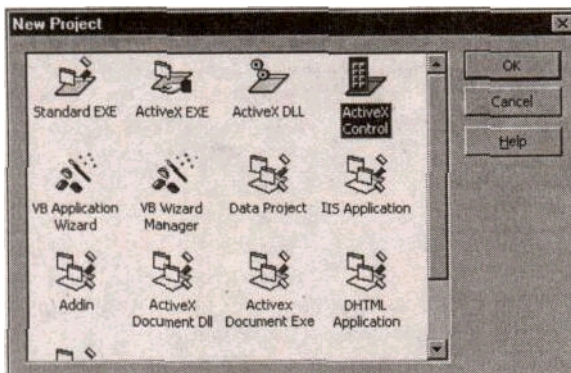 New Project
OK
Cancel
Help
Standard EXE
ActiveX EXE
ActiveX DLL
ActiveX
Control
VB Application
Wizard
VB Wizard
Manager
Data Project
IIS Application
Addin
ActiveX
Document Dll
Activex
Document Exe
DHTML
Application